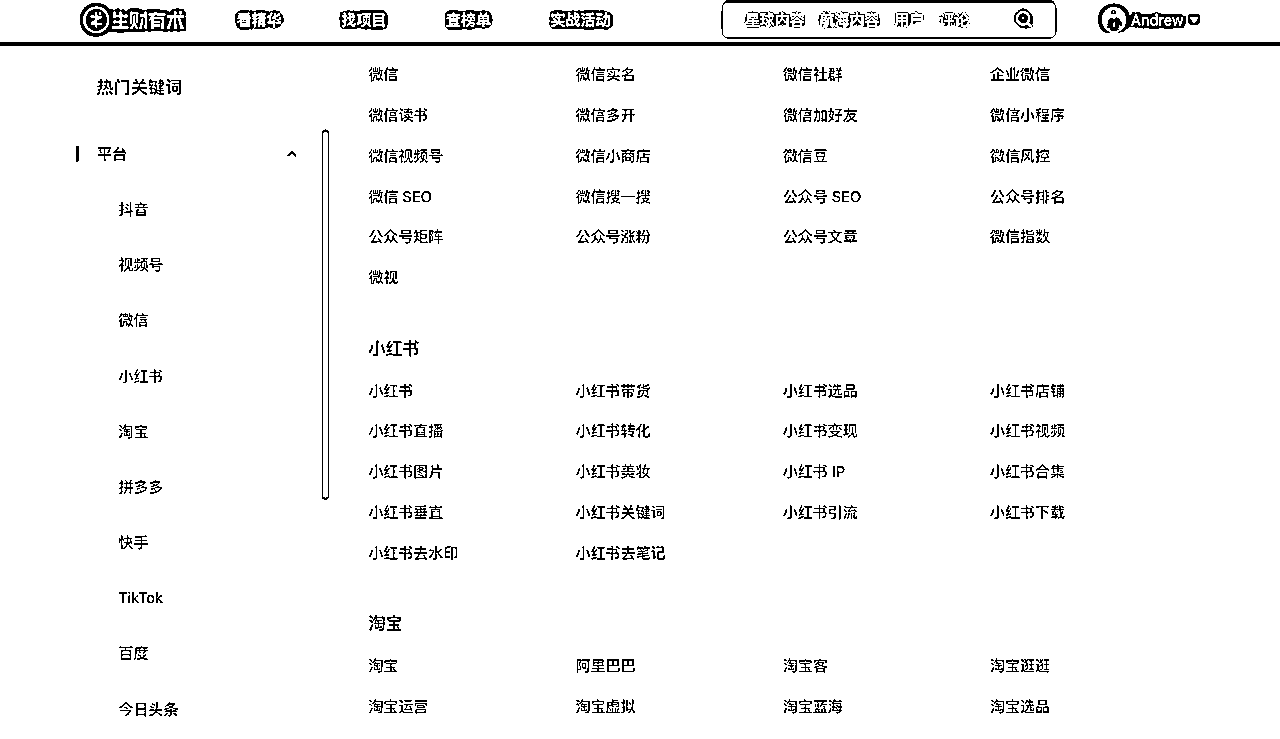 生财有术 看精华 找项目 查榜单 实战活动 星球内容 航海内容 用户 评论 Andrew
热门关键词
平台
抖音
视频号
微信
小红书
淘宝
拼多多
快手
TikTok
百度
今日头条
微信 微信实名 微信社群 企业微信
微信读书 微信多开 微信加好友 微信小程序
微信视频号 微信小商店 微信豆 微信风控
微信 SEO 微信搜一搜 公众号 SEO 公众号排名
公众号矩阵 公众号涨粉 公众号文章 微信指数
微视
小红书
小红书 小红书带货 小红书选品 小红书店铺
小红书直播 小红书转化 小红书变现 小红书视频
小红书图片 小红书美妆 小红书 IP 小红书合集
小红书垂直 小红书关键词 小红书引流 小红书下载
小红书去水印 小红书去笔记
淘宝
淘宝 阿里巴巴 淘宝客 淘宝逛逛
淘宝运营 淘宝虚拟 淘宝蓝海 淘宝选品